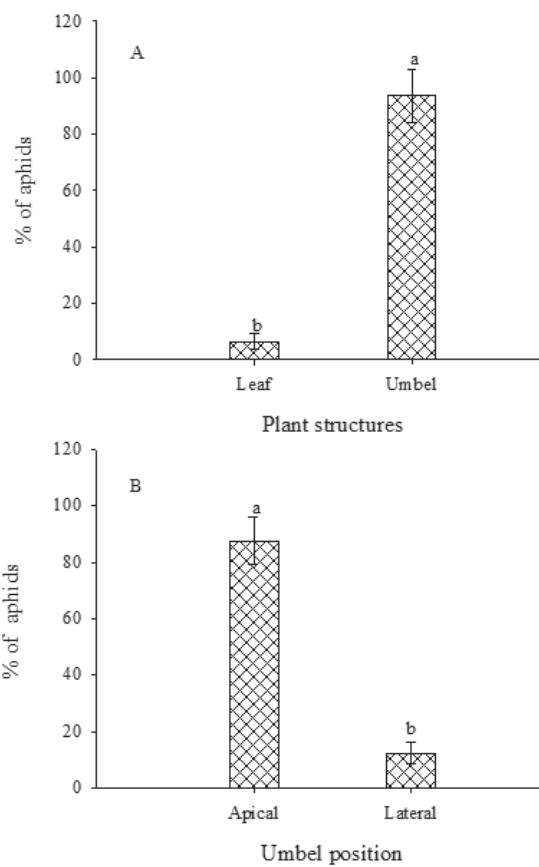 120
A
a
100
80
% of aphids
60
40
20
b
0
Leaf Umbel
Plant structures
120
B
a
100
80
% of aphids
60
40
20
b
0
Apical Lateral
Umbel position